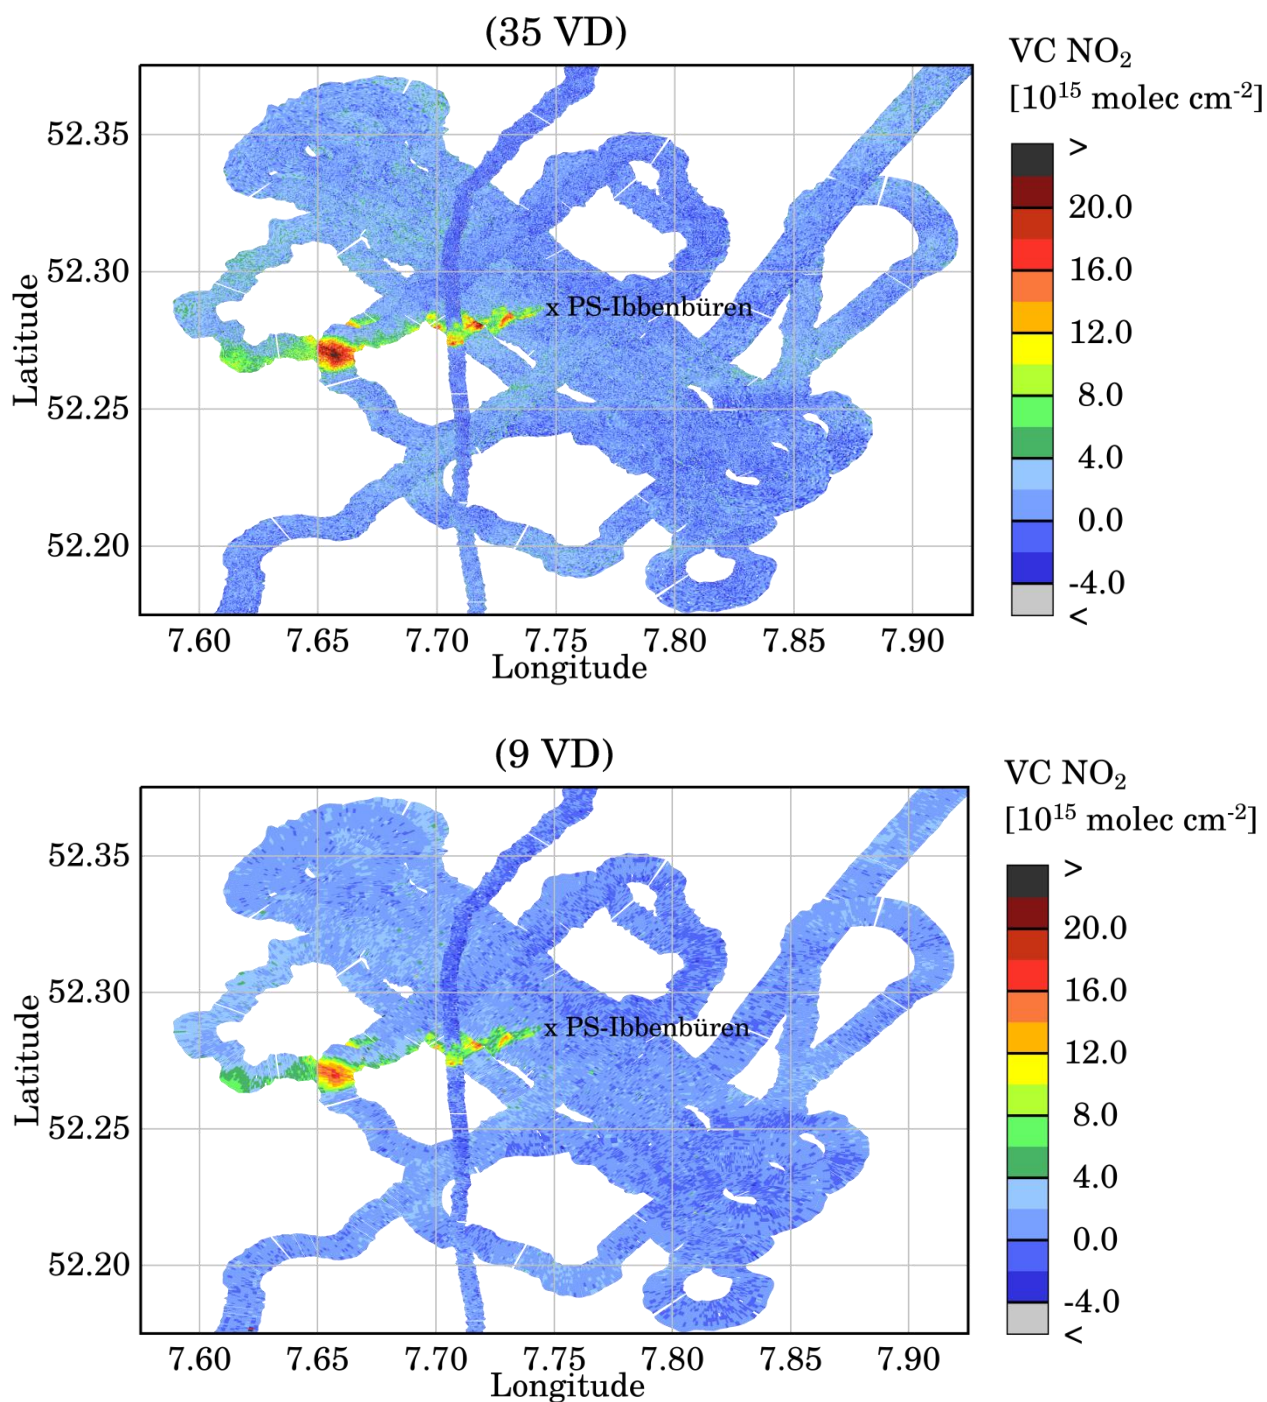 (35 VD)
VC NO₂
[10¹⁵ molec cm⁻²]
>
20.0
16.0
12.0
8.0
4.0
0.0
-4.0
<
Latitude
52.35
52.30
52.25
52.20
x PS-Ibbenbüren
7.60 7.65 7.70 7.75 7.80 7.85 7.90
Longitude
(9 VD)
VC NO₂
[10¹⁵ molec cm⁻²]
>
20.0
16.0
12.0
8.0
4.0
0.0
-4.0
<
Latitude
52.35
52.30
52.25
52.20
x PS-Ibbenbüren
7.60 7.65 7.70 7.75 7.80 7.85 7.90
Longitude